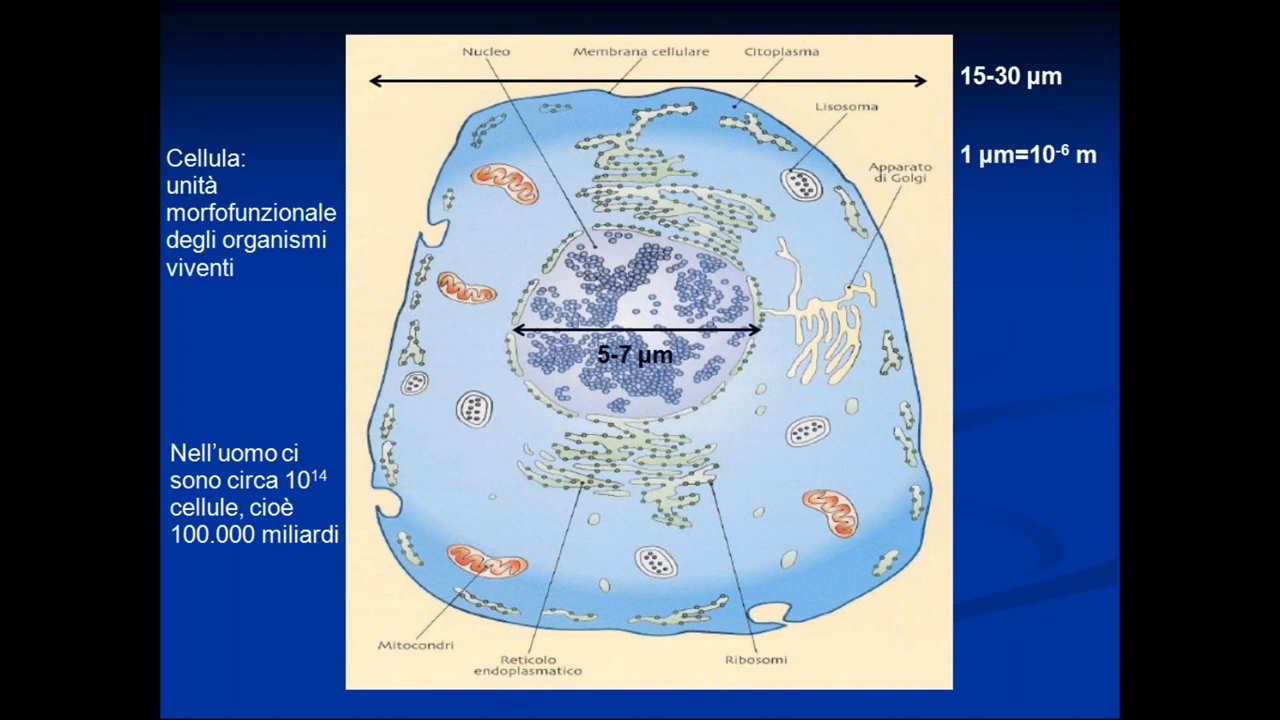 Nucleo
Membrana cellulare
Citoplasma
15-30 µm
Lisosoma
Cellula:
unità
morfofunzionale
degli organismi
viventi
1 µm=10⁻⁶ m
Apparato
di Golgi
5-7 µm
Nell’uomo ci
sono circa 10¹⁴
cellule, cioè
100.000 miliardi
Mitocondri
Reticolo
endoplasmatico
Ribosomi